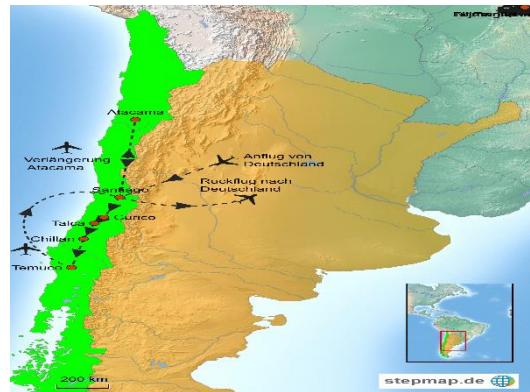 Atacama
Verlängerung
Atacama
Anflug von
Deutschland
Rückflug nach
Deutschland
Santiago
Curico
Talca
Chillan
Temuco
200 km
stepmap.de